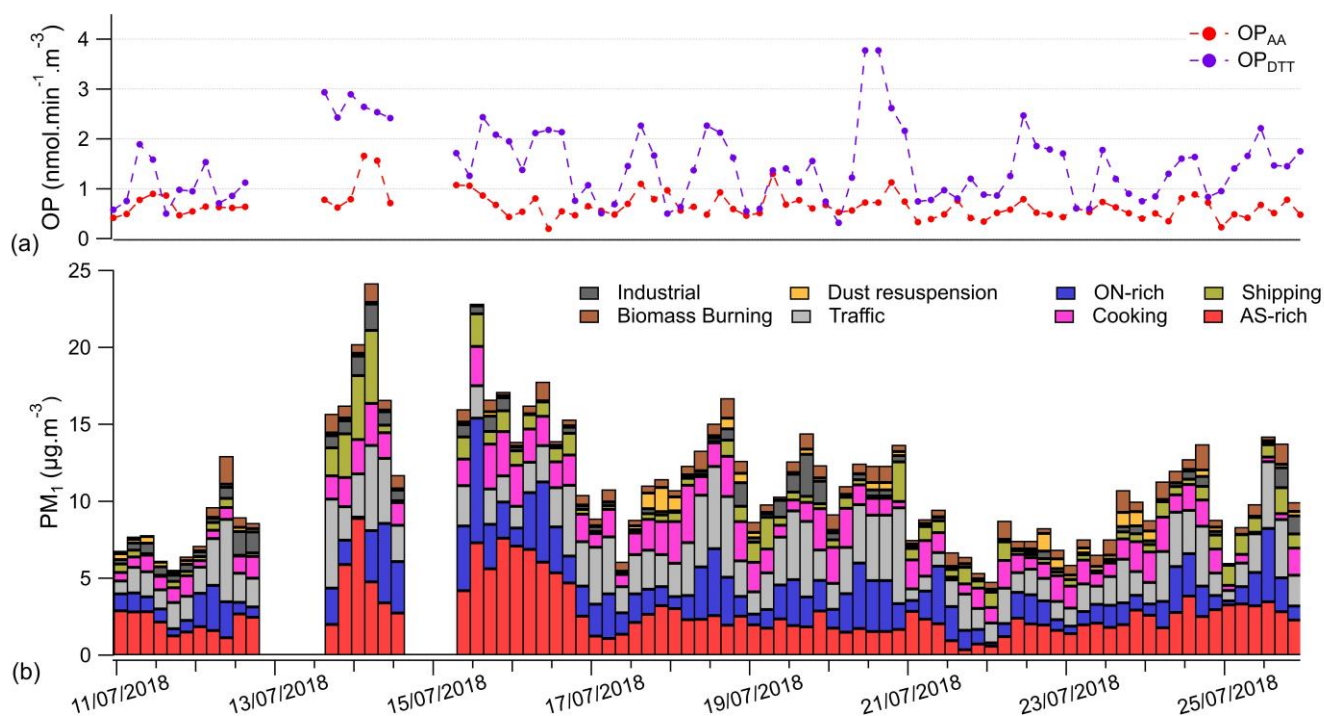 OP (nmol.min⁻¹.m⁻³)
4
3
2
1
0
OP_AA
OP_DTT
(a)
PM₁ (µg.m⁻³)
25
20
15
10
5
0
Industrial Dust resuspension ON-rich Shipping
Biomass Burning Traffic Cooking AS-rich
(b)
11/07/2018 13/07/2018 15/07/2018 17/07/2018 19/07/2018 21/07/2018 23/07/2018 25/07/2018